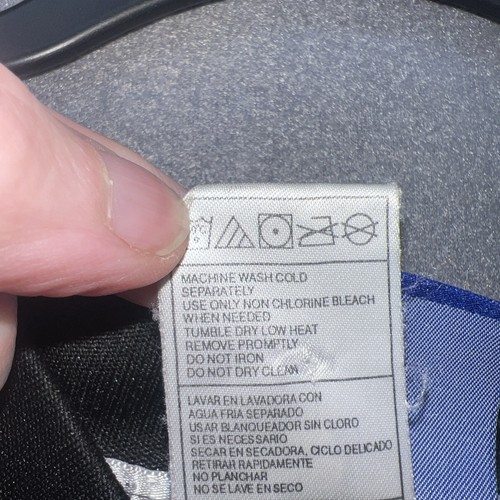 MACHINE WASH COLD
SEPARATELY
USE ONLY NON CHLORINE BLEACH
WHEN NEEDED
TUMBLE DRY LOW HEAT
REMOVE PROMPTLY
DO NOT IRON
DO NOT DRY CLEAN
LAVAR EN LAVADORA CON
AGUA FRIA SEPARADO
USAR BLANQUEADOR SIN CLORO
SI ES NECESSARIO
SECAR EN SECADORA, CICLO DELICADO
RETIRAR RAPIDAMENTE
NO PLANCHAR
NO SE LAVE EN SECO